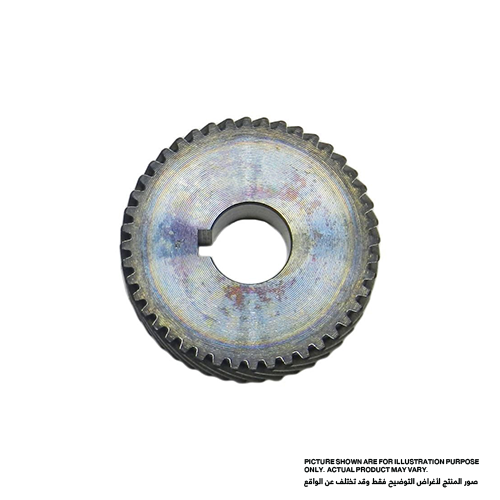 PICTURE SHOWN ARE FOR ILLUSTRATION PURPOSE
ONLY. ACTUAL PRODUCT MAY VARY.
صور المنتج لأغراض التوضيح فقط وقد تختلف عن الواقع